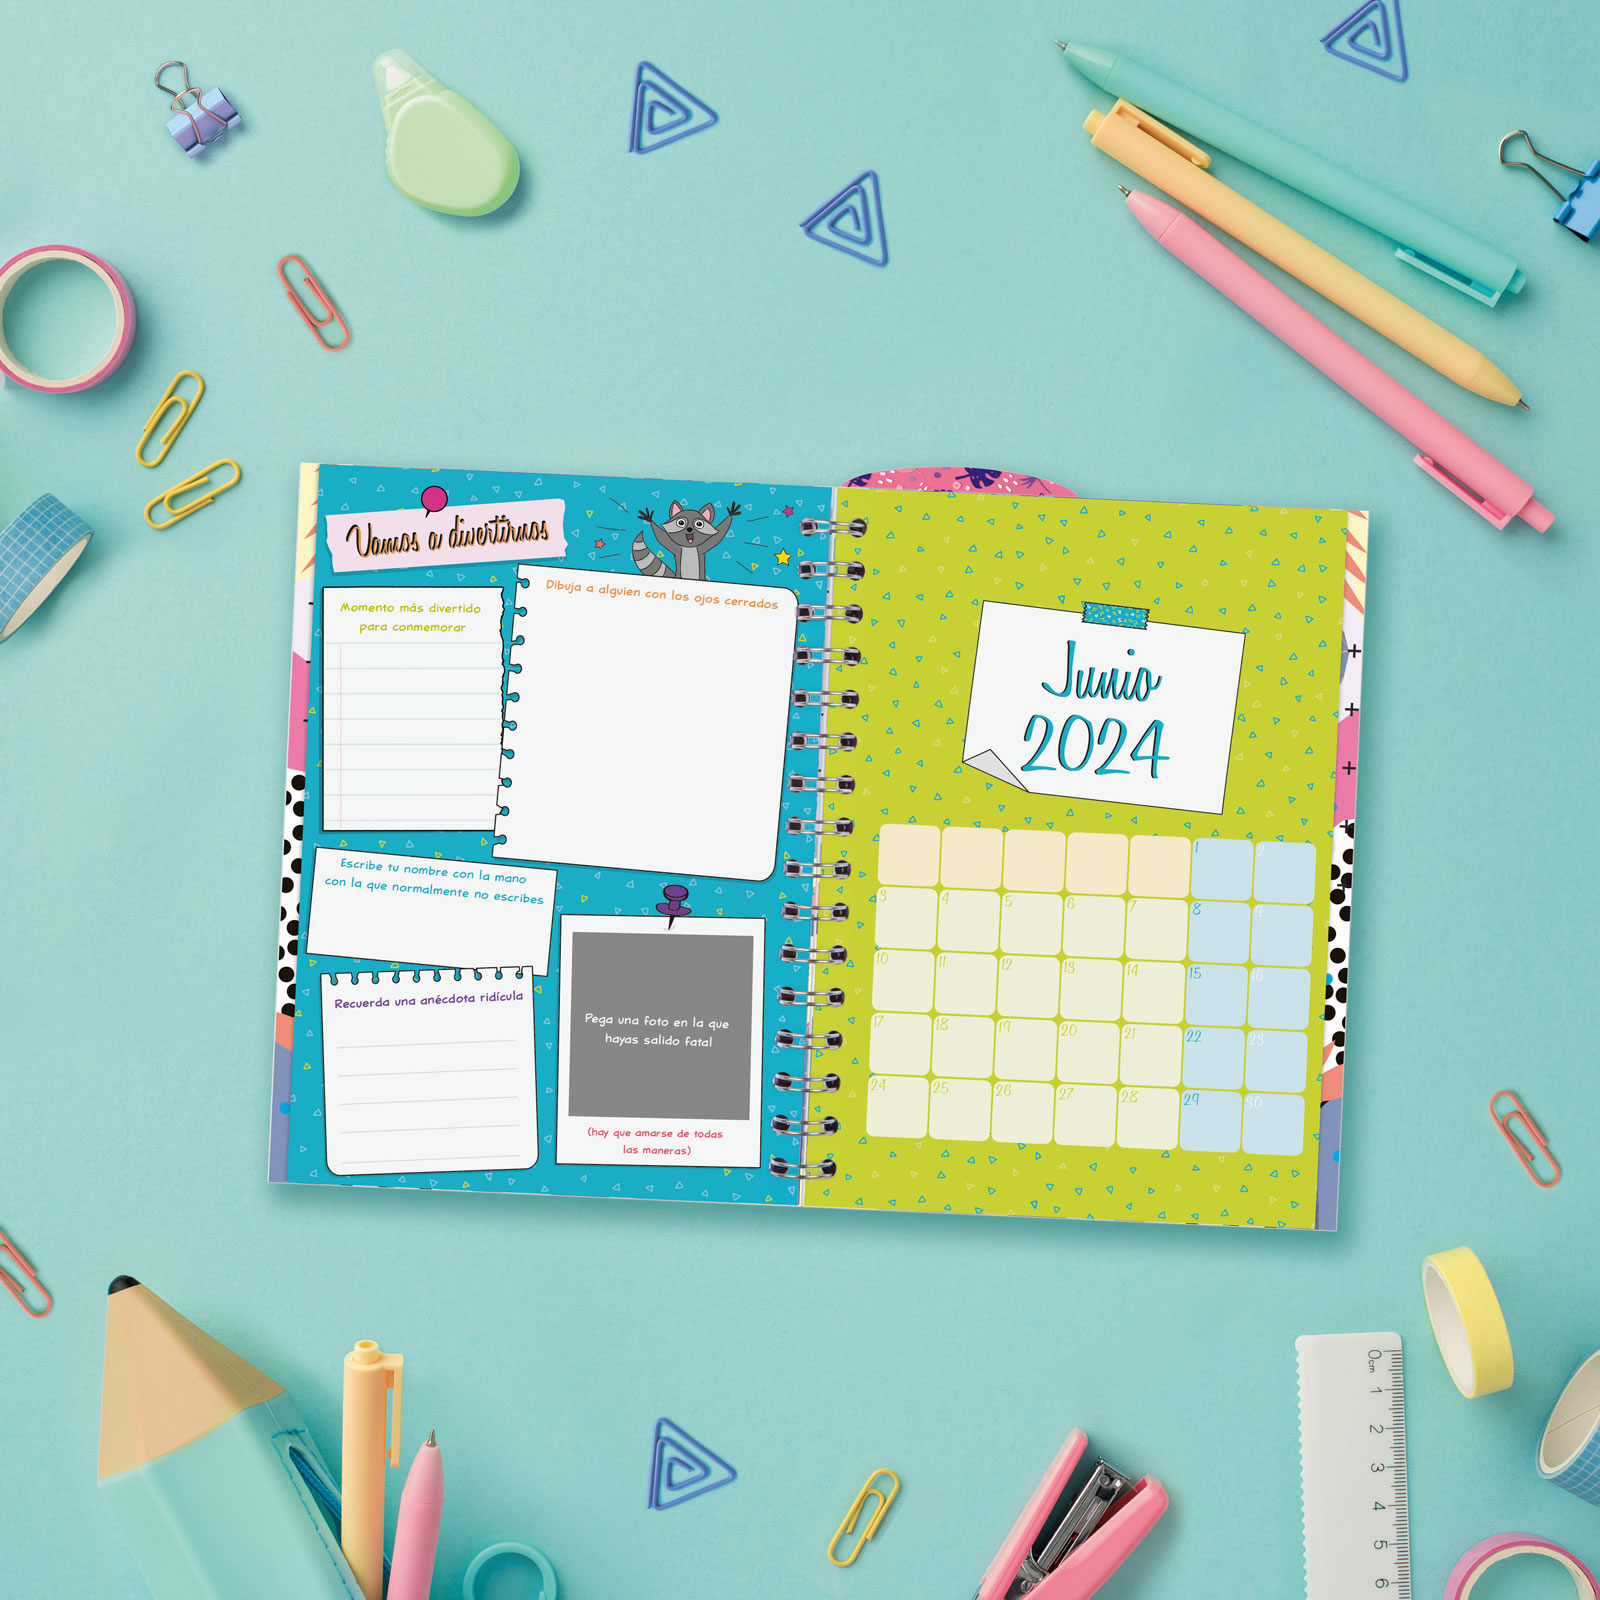 Vamos a divertirnos
Momento más divertido
para conmemorar
Dibuja a alguien con los ojos cerrados
Escribe tu nombre con la mano
con la que normalmente no escribes
Recuerda una anécdota ridícula
Pega una foto en la que
hayas salido fatal
(hay que amarse de todas
las maneras)
Junio
2024
1 2
3 4 5 6 7 8 9
10 11 12 13 14 15 16
17 18 19 20 21 22 23
24 25 26 27 28 29 30
0cm
1
2
3
4
5
6